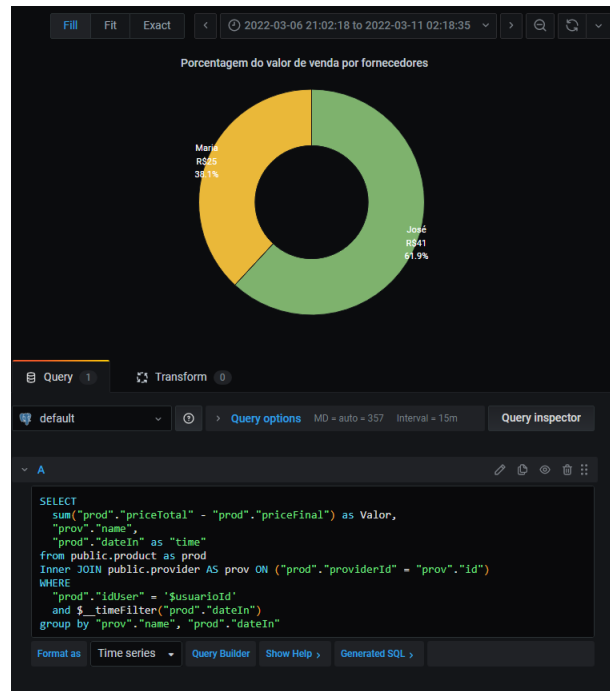 Fill Fit Exact 2022-03-06 21:02:18 to 2022-03-11 02:18:35
Porcentagem do valor de venda por fornecedores
Maria
R$25
38.1%
José
R$41
61.9%
Query 1 Transform 0
default Query options MD = auto = 357 Interval = 15m Query inspector
A
SELECT
sum("prod"."priceTotal" - "prod"."priceFinal") as Valor,
"prov"."name",
"prod"."dateIn" as "time"
from public.product as prod
Inner JOIN public.provider AS prov ON ("prod"."providerId" = "prov"."id")
WHERE
"prod"."idUser" = '$usuarioId'
and $__timeFilter("prod"."dateIn")
group by "prov"."name", "prod"."dateIn"
Format as Time series Query Builder Show Help > Generated SQL >